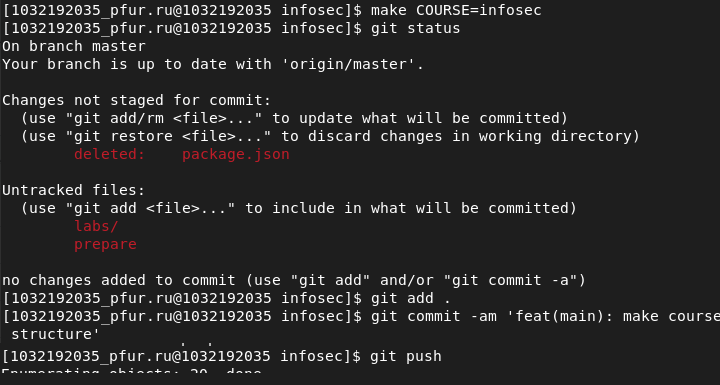 [1032192035_pfur.ru@1032192035 infosec]$ make COURSE=infosec
[1032192035_pfur.ru@1032192035 infosec]$ git status
On branch master
Your branch is up to date with 'origin/master'.
Changes not staged for commit:
  (use "git add/rm <file>..." to update what will be committed)
  (use "git restore <file>..." to discard changes in working directory)
        deleted:    package.json
Untracked files:
  (use "git add <file>..." to include in what will be committed)
        labs/
        prepare
no changes added to commit (use "git add" and/or "git commit -a")
[1032192035_pfur.ru@1032192035 infosec]$ git add .
[1032192035_pfur.ru@1032192035 infosec]$ git commit -am 'feat(main): make course
 structure'
[1032192035_pfur.ru@1032192035 infosec]$ git push
Enumerating objects: 20, done.